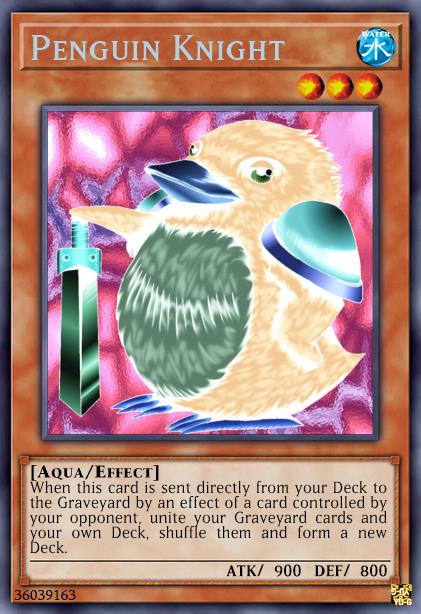 PENGUIN KNIGHT
WATER
水
[AQUA/EFFECT]
When this card is sent directly from your Deck to
the Graveyard by an effect of a card controlled by
your opponent, unite your Graveyard cards and
your own Deck, shuffle them and form a new
Deck.
ATK/ 900 DEF/ 800
36039163